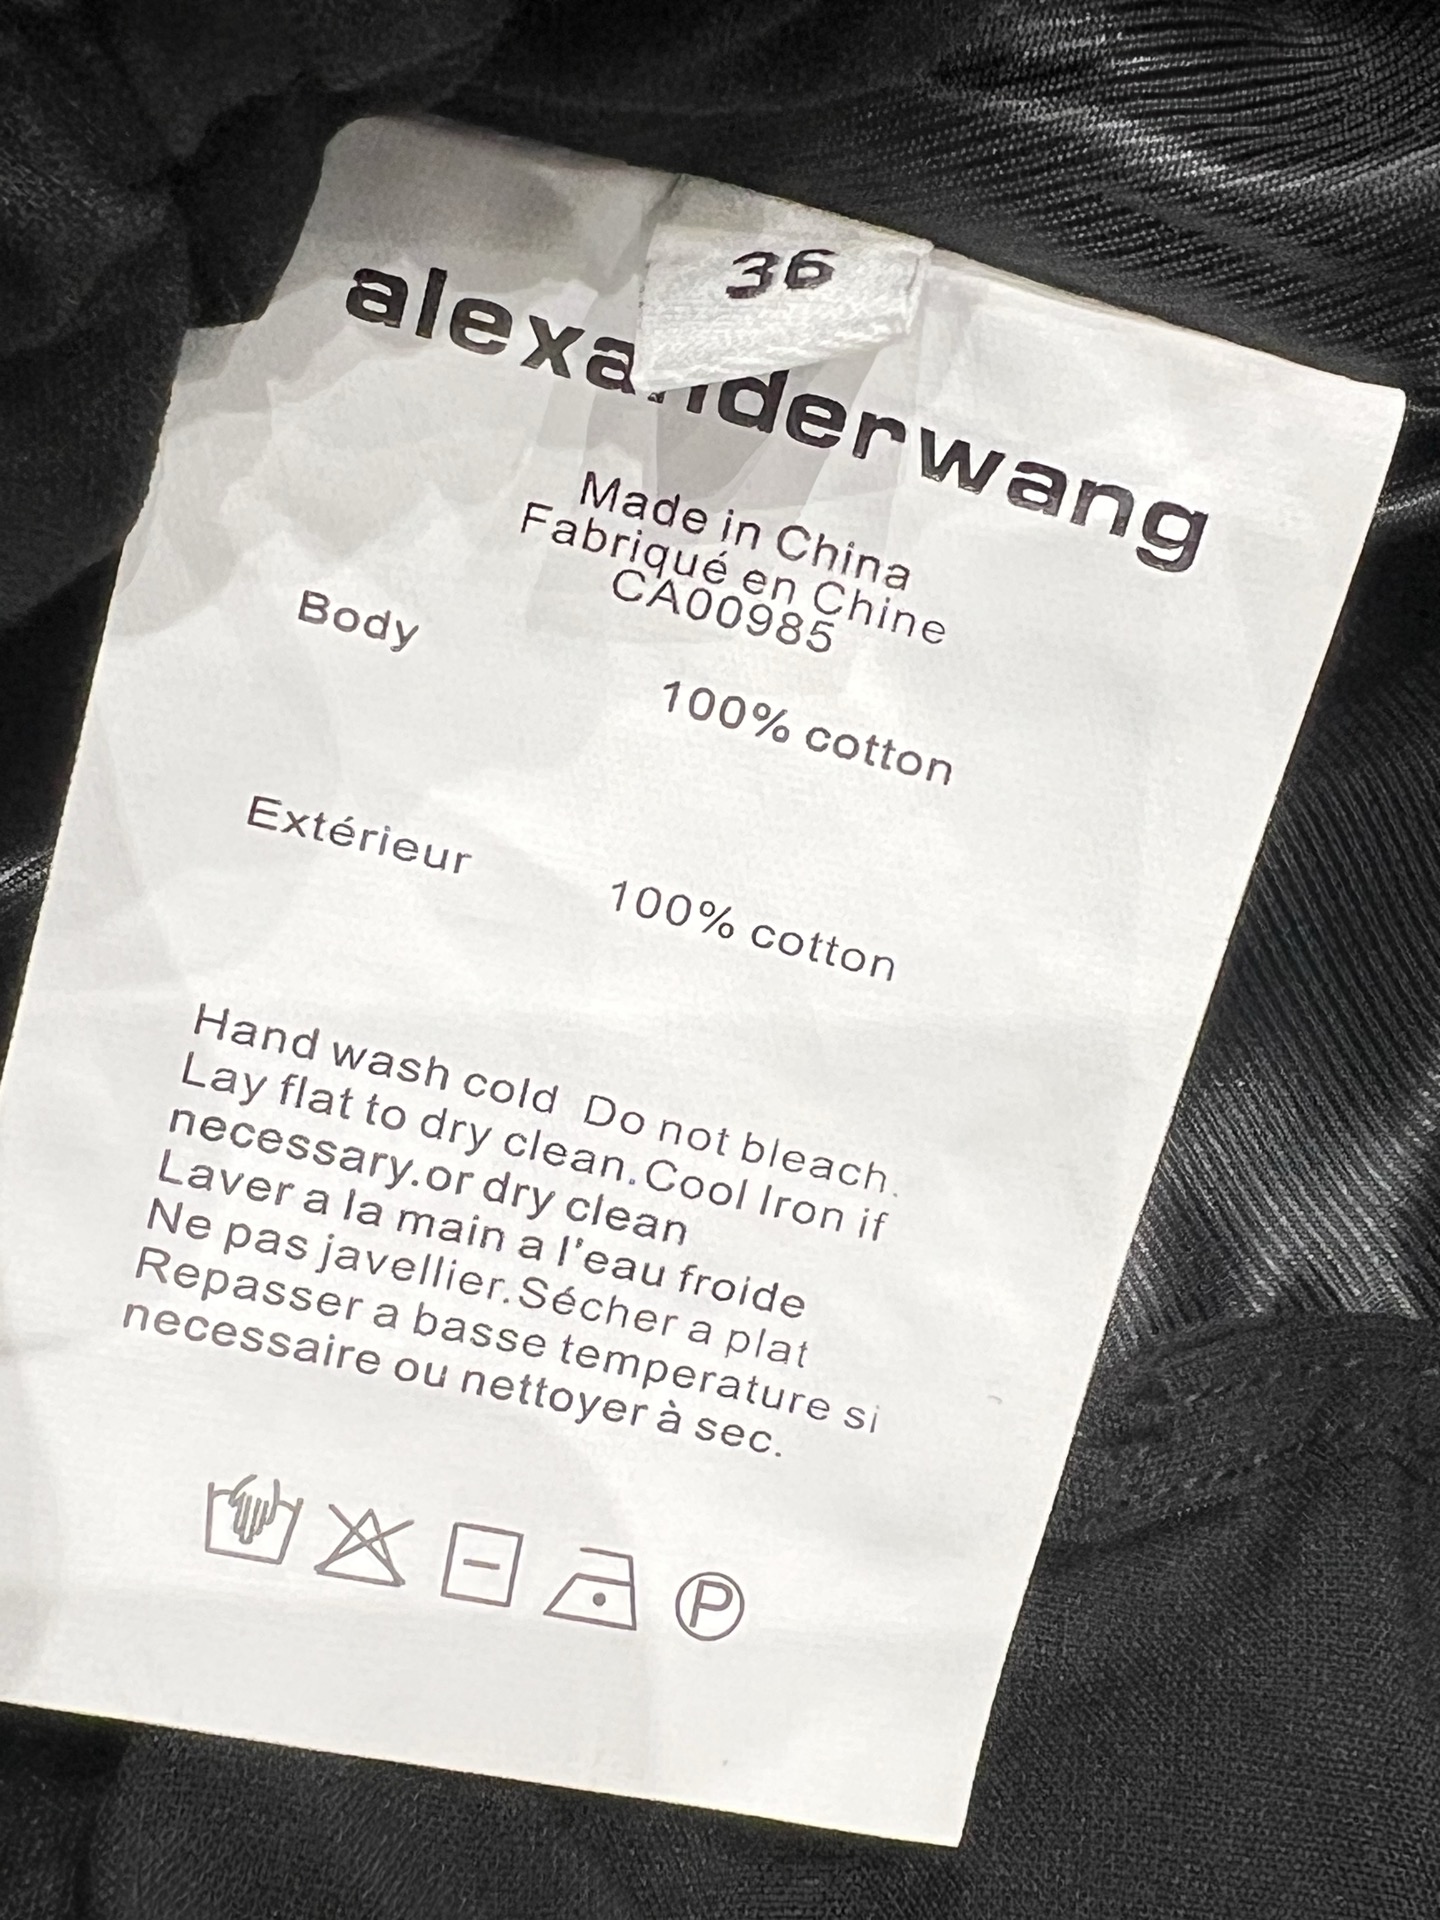 36
alexanderwang
Made in China
Fabriqué en Chine
CA00985
Body
100% cotton
Extérieur
100% cotton
Hand wash cold Do not bleach.
Lay flat to dry clean.Cool Iron if
necessary.or dry clean
Laver a la main a l'eau froide
Ne pas javellier.Sécher a plat
Repasser a basse temperature si
necessaire ou nettoyer à sec.
P